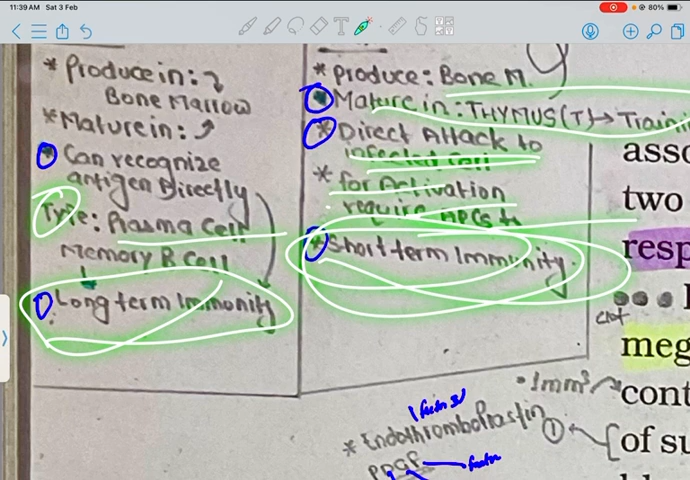 11:39 AM Sat 3 Feb
80%
* Produce in:
Bone Marrow
* Mature in:
Can recognize
antigen Directly
Type: Plasma Cell
Memory B Cell
Long term Immunity
* Produce: Bone M.
Mature in: THYMUS(T)→ Traini
* Direct Attack to
infected Cell
* for Activation
require APCs to
* Short term Immunity
asso
two
resp
clot
meg
• 1mm³
cont
* Endothromboplastin
①
of su
PDGF
factor